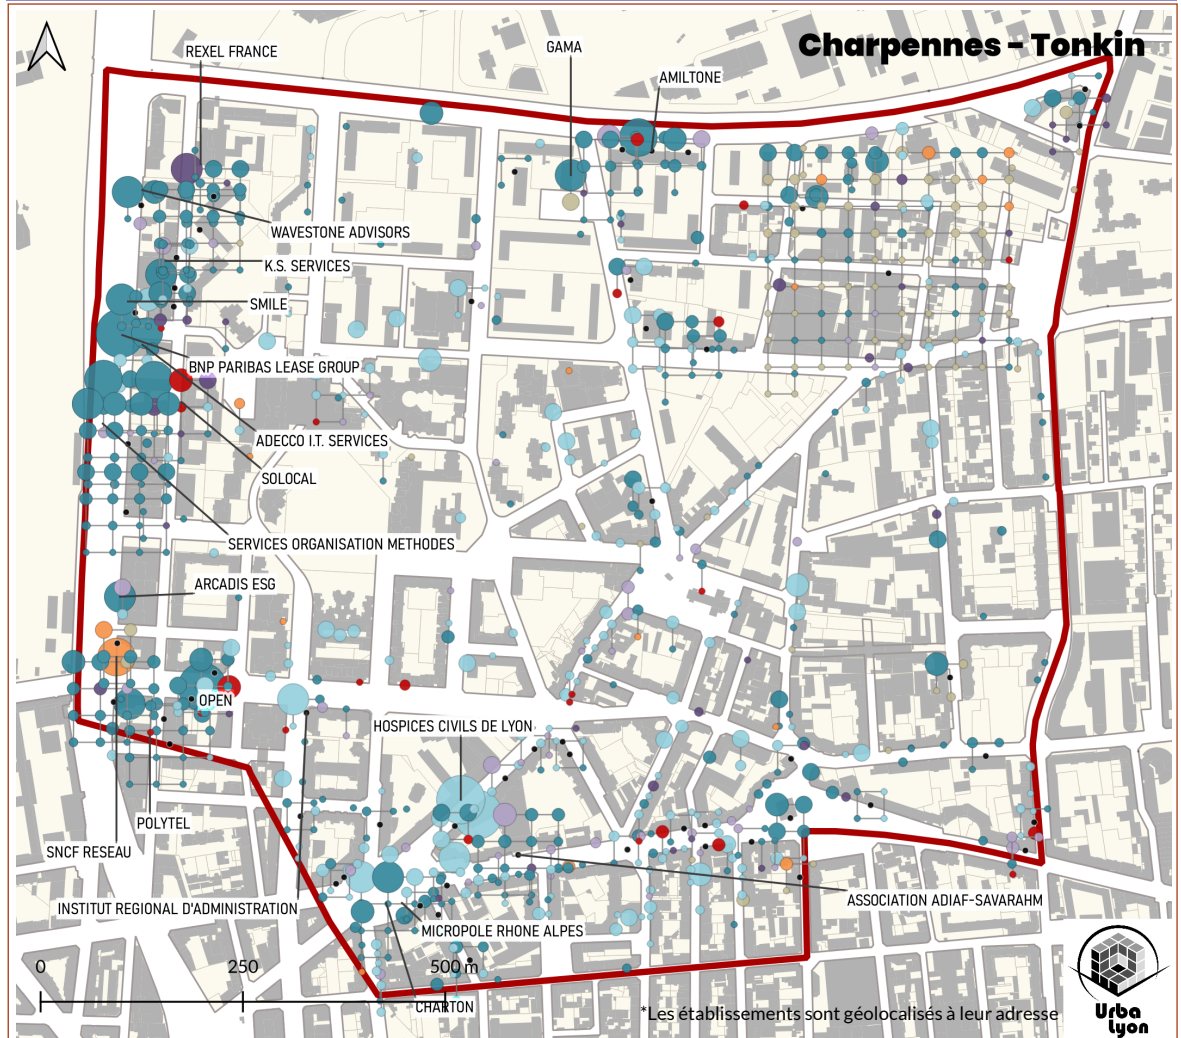 Charpennes - Tonkin
GAMA
REXEL FRANCE
AMILTONE
WAVESTONE ADVISORS
K.S. SERVICES
SMILE
BNP PARIBAS LEASE GROUP
ADECCO I.T. SERVICES
SOLOCAL
SERVICES ORGANISATION METHODES
ARCADIS ESG
OPEN
HOSPICES CIVILS DE LYON
POLYTEL
SNCF RESEAU
INSTITUT REGIONAL D'ADMINISTRATION
ASSOCIATION ADIAF-SAVARAHM
MICROPOLE RHONE ALPES
0 250 500 m
CHARTON
*Les établissements sont géolocalisés à leur adresse
Urba
Lyon